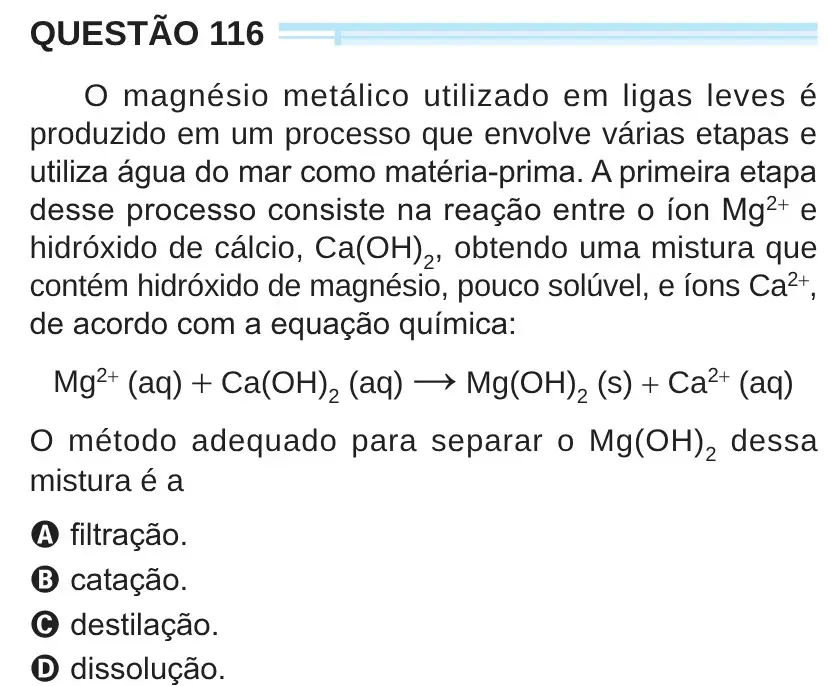 QUESTÃO 116
O magnésio metálico utilizado em ligas leves é
produzido em um processo que envolve várias etapas e
utiliza água do mar como matéria-prima. A primeira etapa
desse processo consiste na reação entre o íon Mg²⁺ e
hidróxido de cálcio, Ca(OH)₂, obtendo uma mistura que
contém hidróxido de magnésio, pouco solúvel, e íons Ca²⁺,
de acordo com a equação química:
Mg²⁺ (aq) + Ca(OH)₂ (aq) ⟶ Mg(OH)₂ (s) + Ca²⁺ (aq)
O método adequado para separar o Mg(OH)₂ dessa
mistura é a
A filtração.
B catação.
C destilação.
D dissolução.